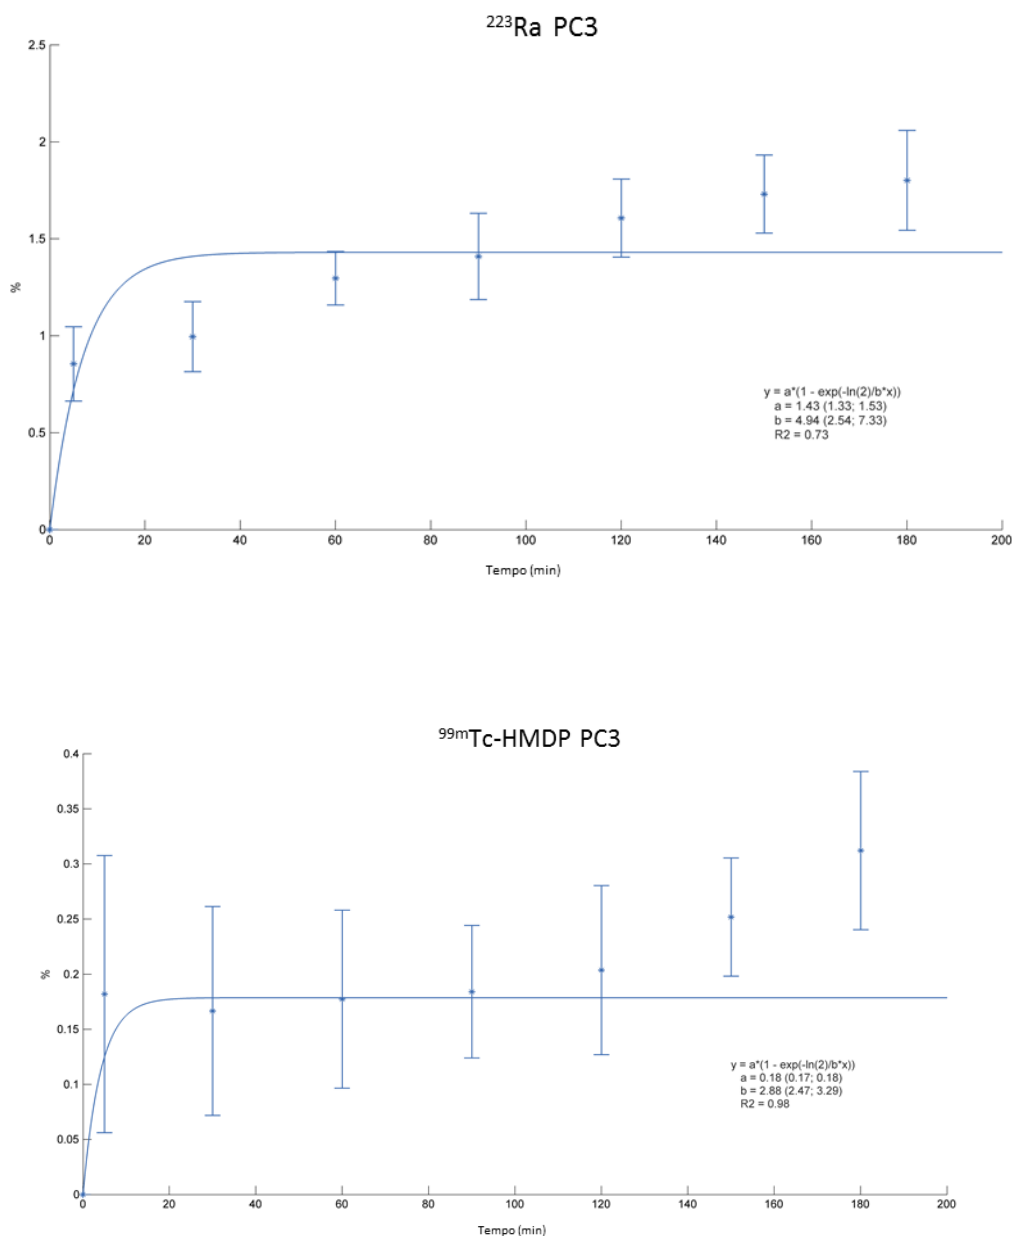 ²²³Ra PC3
2.5
2
1.5
1
0.5
0
%
y = a*(1 - exp(-ln(2)/b*x))
a = 1.43 (1.33; 1.53)
b = 4.94 (2.54; 7.33)
R2 = 0.73
0 20 40 60 80 100 120 140 160 180 200
Tempo (min)
⁹⁹ᵐTc-HMDP PC3
0.4
0.35
0.3
0.25
0.2
0.15
0.1
0.05
0
%
y = a*(1 - exp(-ln(2)/b*x))
a = 0.18 (0.17; 0.18)
b = 2.88 (2.47; 3.29)
R2 = 0.98
0 20 40 60 80 100 120 140 160 180 200
Tempo (min)